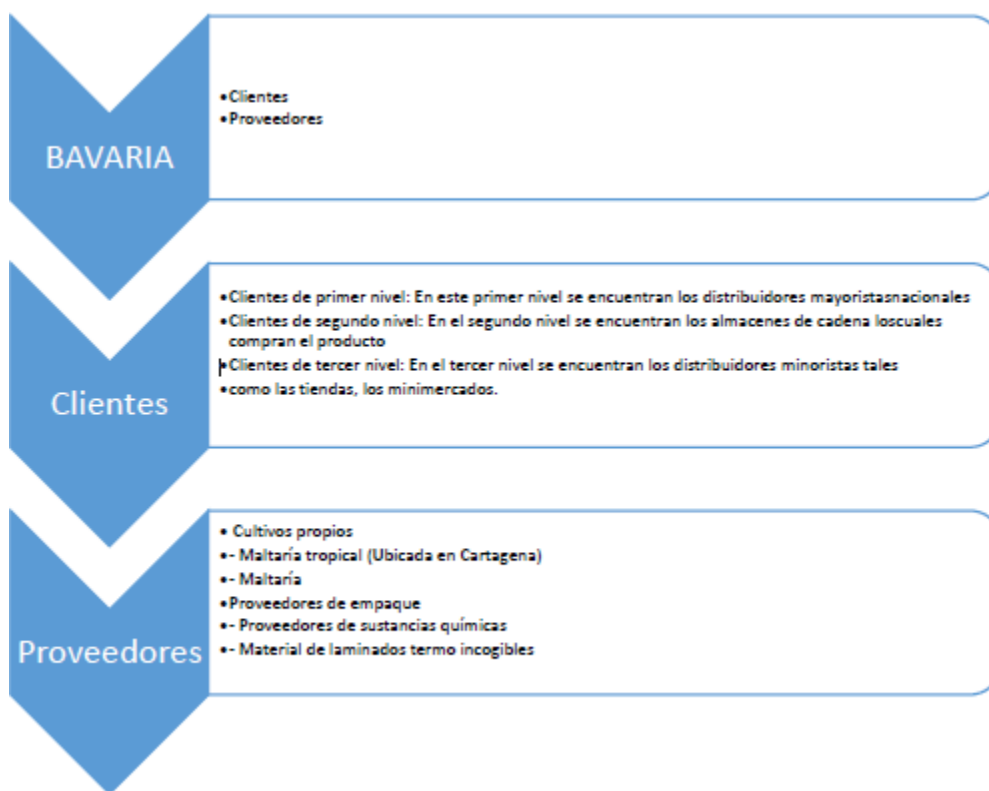 BAVARIA
•Clientes
•Proveedores
Clientes
•Clientes de primer nivel: En este primer nivel se encuentran los distribuidores mayoristasnacionales
•Clientes de segundo nivel: En el segundo nivel se encuentran los almacenes de cadena loscuales
compran el producto
•Clientes de tercer nivel: En el tercer nivel se encuentran los distribuidores minoristas tales
•como las tiendas, los minimercados.
Proveedores
• Cultivos propios
•- Maltaría tropical (Ubicada en Cartagena)
•- Maltaría
•Proveedores de empaque
•- Proveedores de sustancias químicas
•- Material de laminados termo incogibles